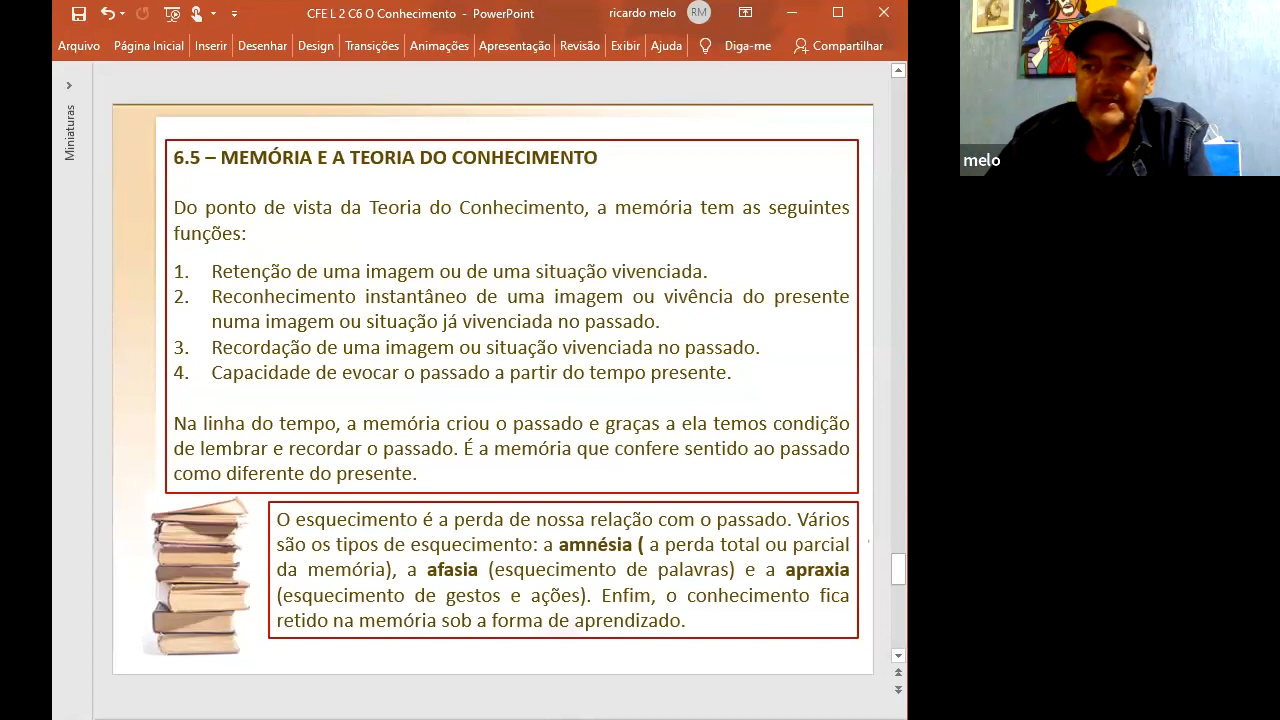 CFE L 2 C6 O Conhecimento - PowerPoint
ricardo melo
RM
Arquivo
Página Inicial
Inserir
Desenhar
Design
Transições
Animações
Apresentação
Revisão
Exibir
Ajuda
Diga-me
Compartilhar
Miniaturas
6.5 – MEMÓRIA E A TEORIA DO CONHECIMENTO
Do ponto de vista da Teoria do Conhecimento, a memória tem as seguintes
funções:
1. Retenção de uma imagem ou de uma situação vivenciada.
2. Reconhecimento instantâneo de uma imagem ou vivência do presente
numa imagem ou situação já vivenciada no passado.
3. Recordação de uma imagem ou situação vivenciada no passado.
4. Capacidade de evocar o passado a partir do tempo presente.
Na linha do tempo, a memória criou o passado e graças a ela temos condição
de lembrar e recordar o passado. É a memória que confere sentido ao passado
como diferente do presente.
O esquecimento é a perda de nossa relação com o passado. Vários
são os tipos de esquecimento: a amnésia ( a perda total ou parcial
da memória), a afasia (esquecimento de palavras) e a apraxia
(esquecimento de gestos e ações). Enfim, o conhecimento fica
retido na memória sob a forma de aprendizado.
melo